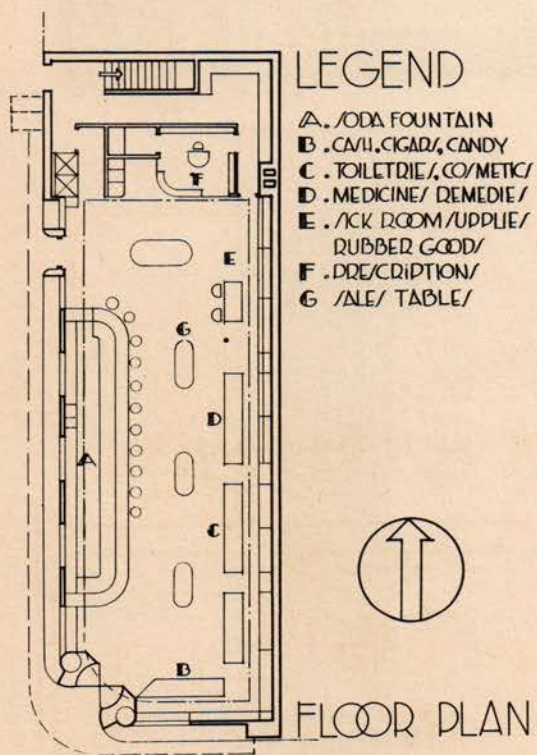 LEGEND
A. SODA FOUNTAIN
B. CASH, CIGARS, CANDY
C. TOILETRIES, COSMETICS
D. MEDICINES REMEDIES
E. SICK ROOM SUPPLIES
RUBBER GOODS
F. PRESCRIPTIONS
G SALES TABLES
F
E
G
D
A
C
B
FLOOR PLAN